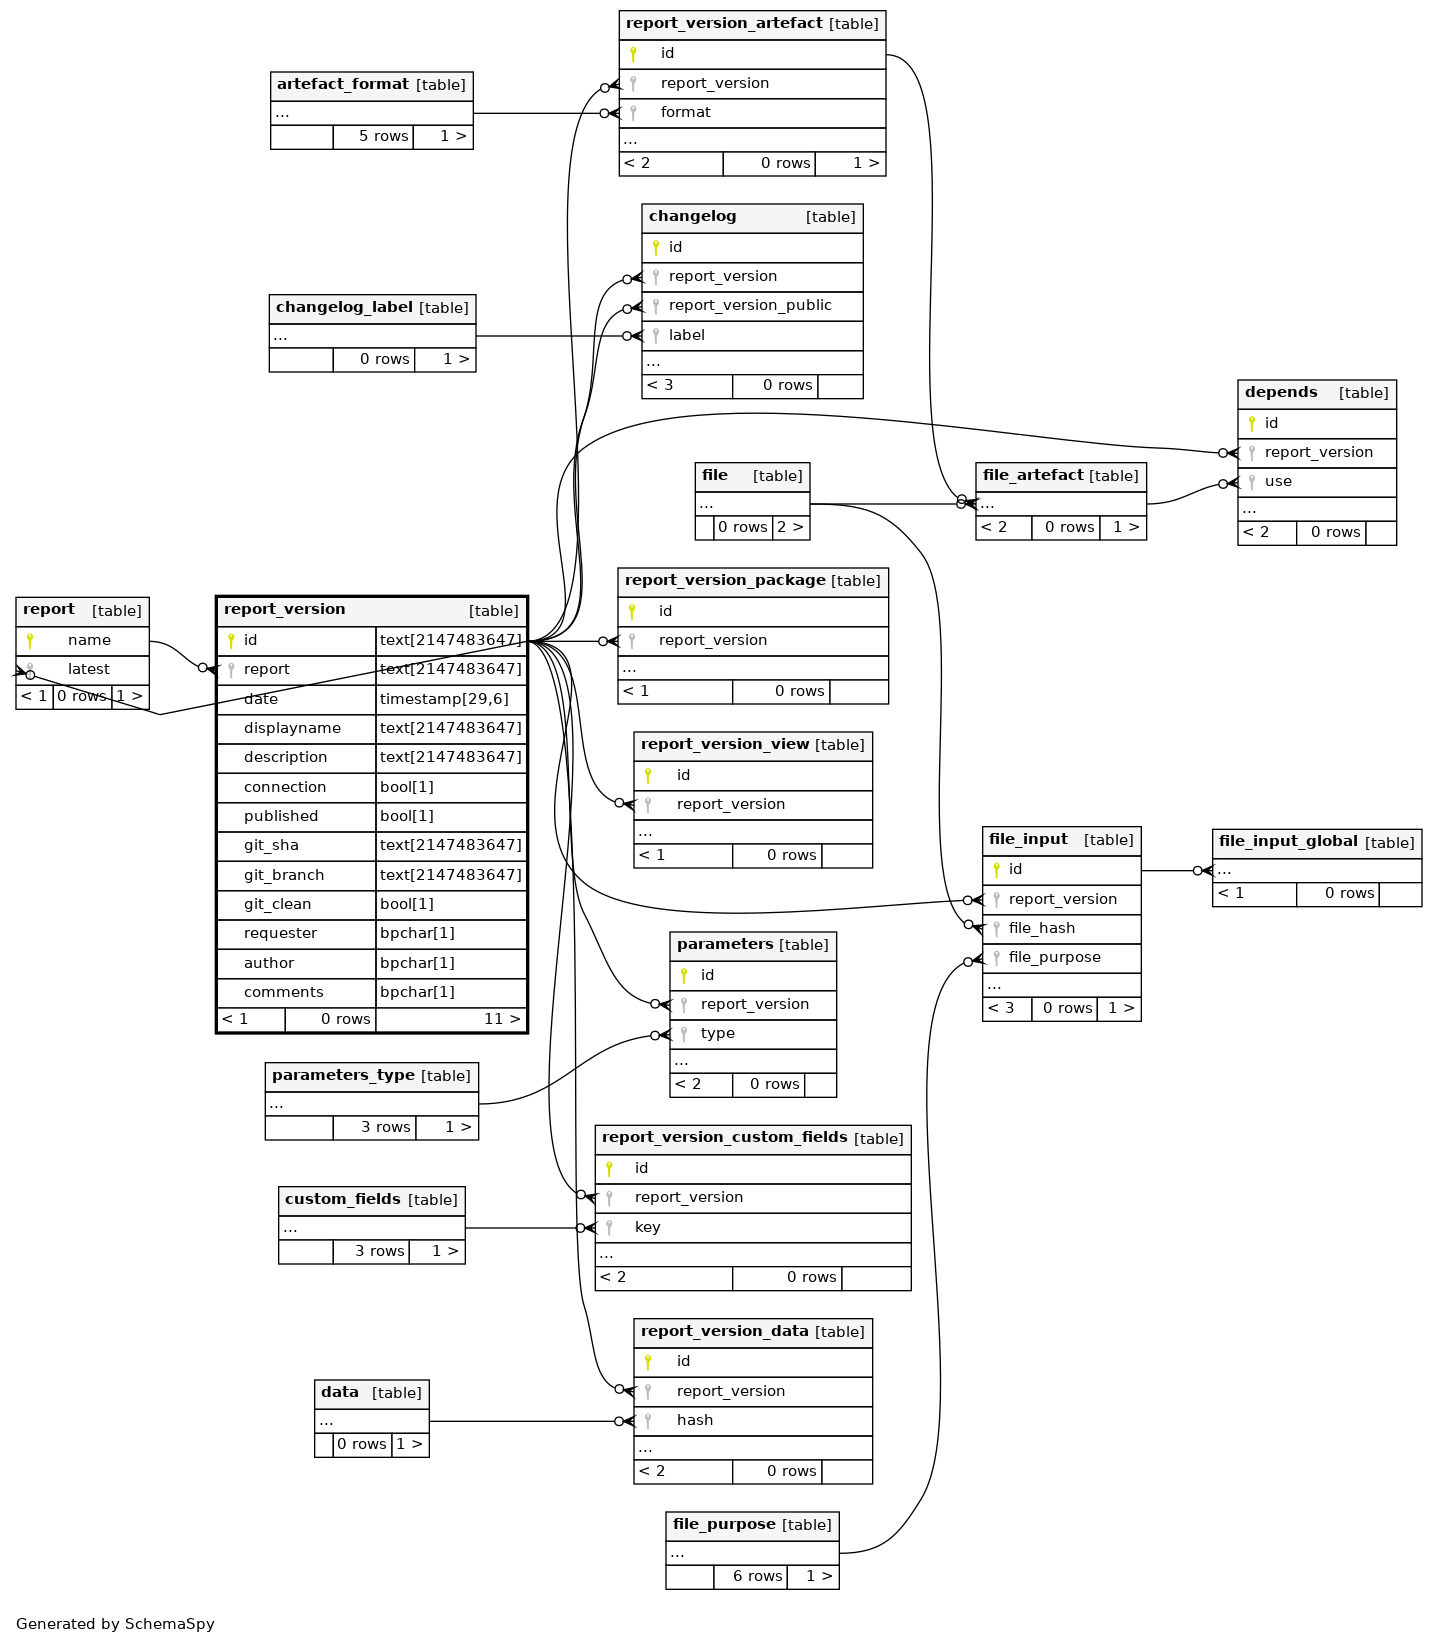 report_version_artefact [table]
id
report_version
format
...
< 2 0 rows 1 >
artefact_format [table]
...
5 rows 1 >
changelog [table]
id
report_version
report_version_public
label
...
< 3 0 rows
changelog_label [table]
...
0 rows 1 >
depends [table]
id
report_version
use
...
< 2 0 rows
file [table]
...
0 rows 2 >
file_artefact [table]
...
< 2 0 rows 1 >
report [table]
name
latest
< 1 0 rows 1 >
report_version [table]
id text[2147483647]
report text[2147483647]
date timestamp[29,6]
displayname text[2147483647]
description text[2147483647]
connection bool[1]
published bool[1]
git_sha text[2147483647]
git_branch text[2147483647]
git_clean bool[1]
requester bpchar[1]
author bpchar[1]
comments bpchar[1]
< 1 0 rows 11 >
report_version_package [table]
id
report_version
...
< 1 0 rows
report_version_view [table]
id
report_version
...
< 1 0 rows
file_input [table]
id
report_version
file_hash
file_purpose
...
< 3 0 rows 1 >
file_input_global [table]
...
< 1 0 rows
parameters [table]
id
report_version
type
...
< 2 0 rows
parameters_type [table]
...
3 rows 1 >
report_version_custom_fields [table]
id
report_version
key
...
< 2 0 rows
custom_fields [table]
...
3 rows 1 >
report_version_data [table]
id
report_version
hash
...
< 2 0 rows
data [table]
...
0 rows 1 >
file_purpose [table]
...
6 rows 1 >
Generated by SchemaSpy